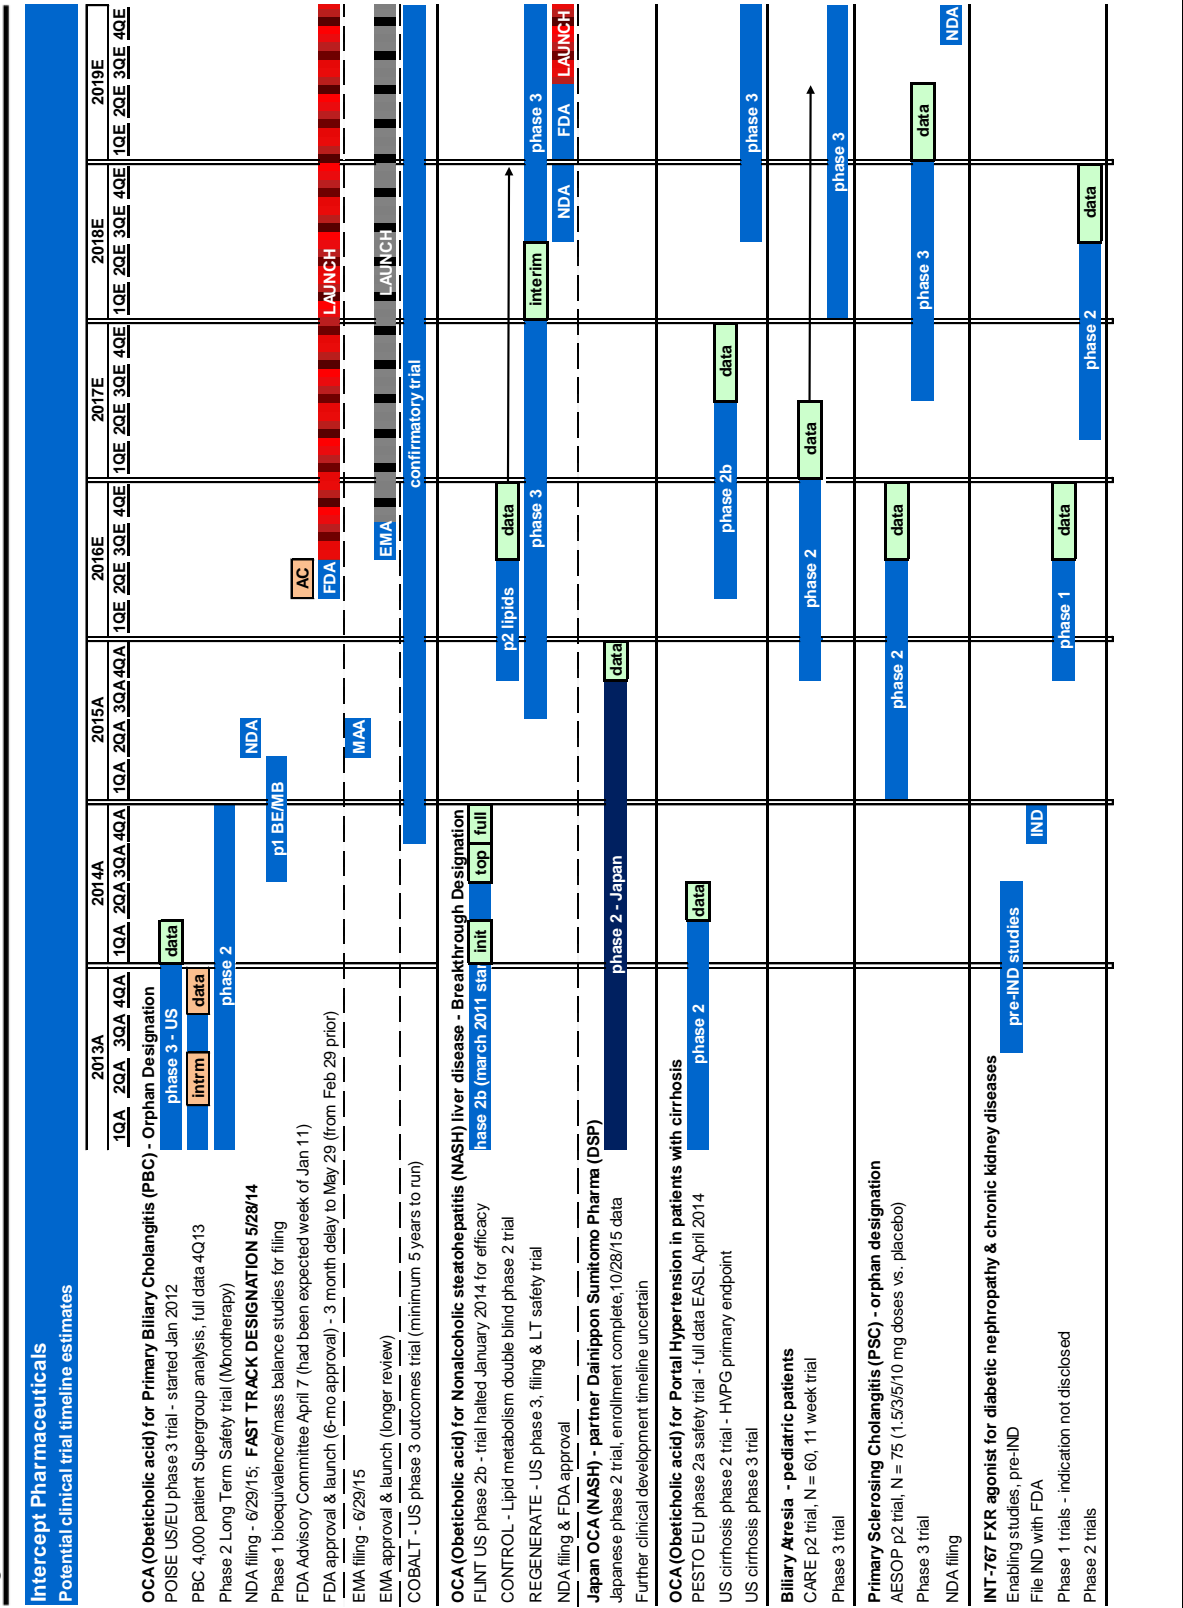 Intercept Pharmaceuticals
Potential clinical trial timeline estimates
2013A 2014A 2015A 2016E 2017E 2018E 2019E
1QA 2QA 3QA 4QA 1QA 2QA 3QA 4QA 1QA 2QA 3QA 4QA 1QE 2QE 3QE 4QE 1QE 2QE 3QE 4QE 1QE 2QE 3QE 4QE 1QE 2QE 3QE 4QE
OCA (Obeticholic acid) for Primary Biliary Cholangitis (PBC) - Orphan Designation
POISE US/EU phase 3 trial - started Jan 2012 phase 3 - US data
PBC 4,000 patient Supergroup analysis, full data 4Q13 intrm data
Phase 2 Long Term Safety trial (Monotherapy) phase 2
NDA filing - 6/29/15; FAST TRACK DESIGNATION 5/28/14 NDA
Phase 1 bioequivalence/mass balance studies for filing p1 BE/MB
FDA Advisory Committee April 7 (had been expected week of Jan 11) AC
FDA approval & launch (6-mo approval) - 3 month delay to May 29 (from Feb 29 prior) FDA LAUNCH
EMA filing - 6/29/15 MAA
EMA approval & launch (longer review) EMA LAUNCH
COBALT - US phase 3 outcomes trial (minimum 5 years to run) confirmatory trial
OCA (Obeticholic acid) for Nonalcoholic steatohepatitis (NASH) liver disease - Breakthrough Designation
FLINT US phase 2b - trial halted January 2014 for efficacy hase 2b (march 2011 star init top full
CONTROL - Lipid metabolism double blind phase 2 trial p2 lipids data
REGENERATE - US phase 3, filing & LT safety trial phase 3 interim phase 3
NDA filing & FDA approval NDA FDA LAUNCH
Japan OCA (NASH) - partner Dainippon Sumitomo Pharma (DSP)
Japanese phase 2 trial, enrollment complete,10/28/15 data phase 2 - Japan data
Further clinical development timeline uncertain
OCA (Obeticholic acid) for Portal Hypertension in patients with cirrhosis
PESTO EU phase 2a safety trial - full data EASL April 2014 phase 2 data
US cirrhosis phase 2 trial - HVPG primary endpoint phase 2b data
US cirrhosis phase 3 trial phase 3
Biliary Atresia - pediatric patients
CARE p2 trial, N = 60, 11 week trial phase 2 data
Phase 3 trial phase 3
Primary Sclerosing Cholangitis (PSC) - orphan designation
AESOP p2 trial, N = 75 (1.5/3/5/10 mg doses vs. placebo) phase 2 data
Phase 3 trial phase 3 data
NDA filing NDA
INT-767 FXR agonist for diabetic nephropathy & chronic kidney diseases
Enabling studies, pre-IND pre-IND studies
File IND with FDA IND
Phase 1 trials - indication not disclosed phase 1 data
Phase 2 trials phase 2 data